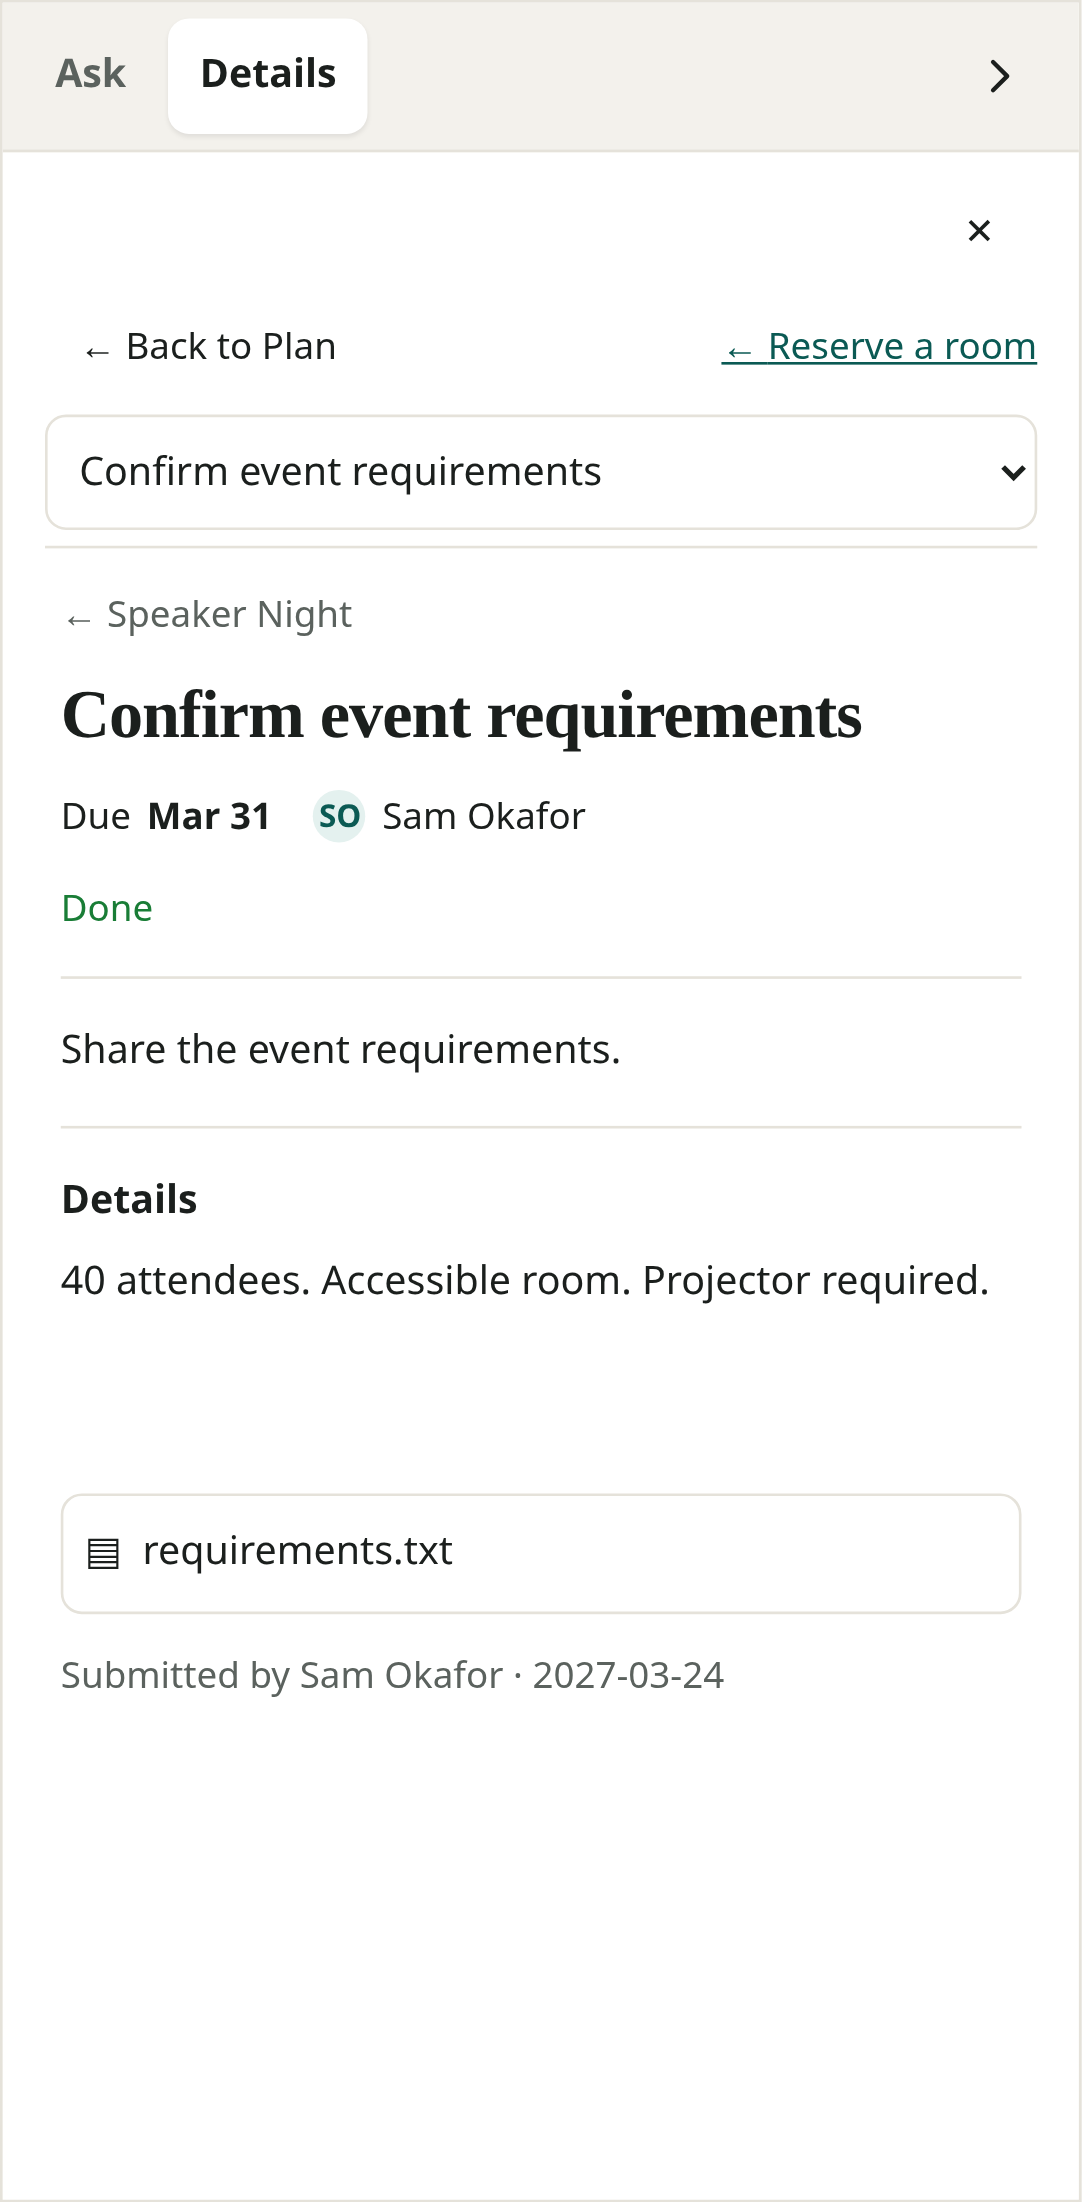 Ask Details
×
← Back to Plan ← Reserve a room
Confirm event requirements
← Speaker Night
Confirm event requirements
Due Mar 31 SO Sam Okafor
Done
Share the event requirements.
Details
40 attendees. Accessible room. Projector required.
requirements.txt
Submitted by Sam Okafor · 2027-03-24